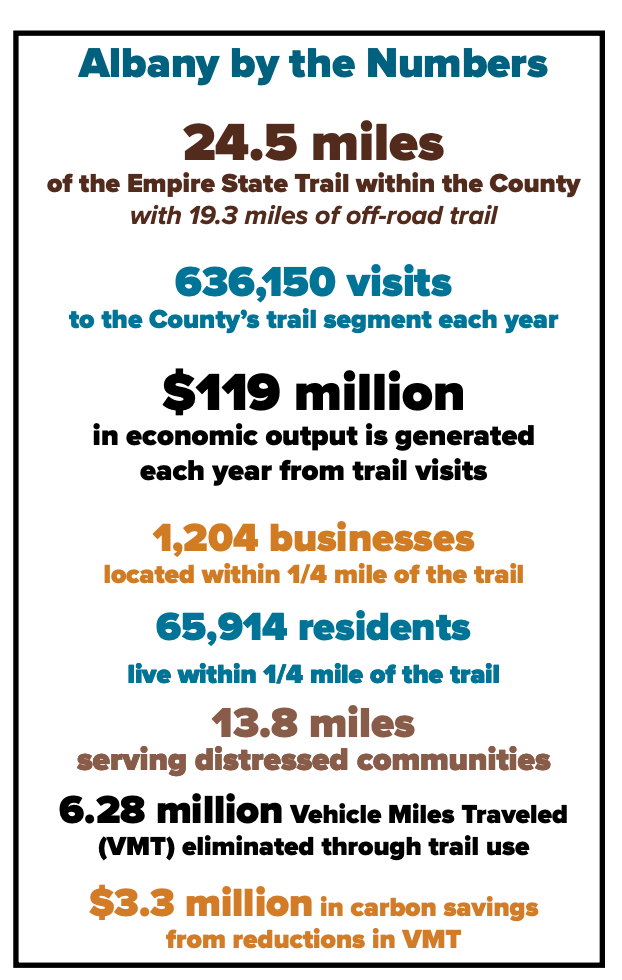 Albany by the Numbers
24.5 miles
of the Empire State Trail within the County
with 19.3 miles of off-road trail
636,150 visits
to the County’s trail segment each year
$119 million
in economic output is generated
each year from trail visits
1,204 businesses
located within 1/4 mile of the trail
65,914 residents
live within 1/4 mile of the trail
13.8 miles
serving distressed communities
6.28 million Vehicle Miles Traveled
(VMT) eliminated through trail use
$3.3 million in carbon savings
from reductions in VMT